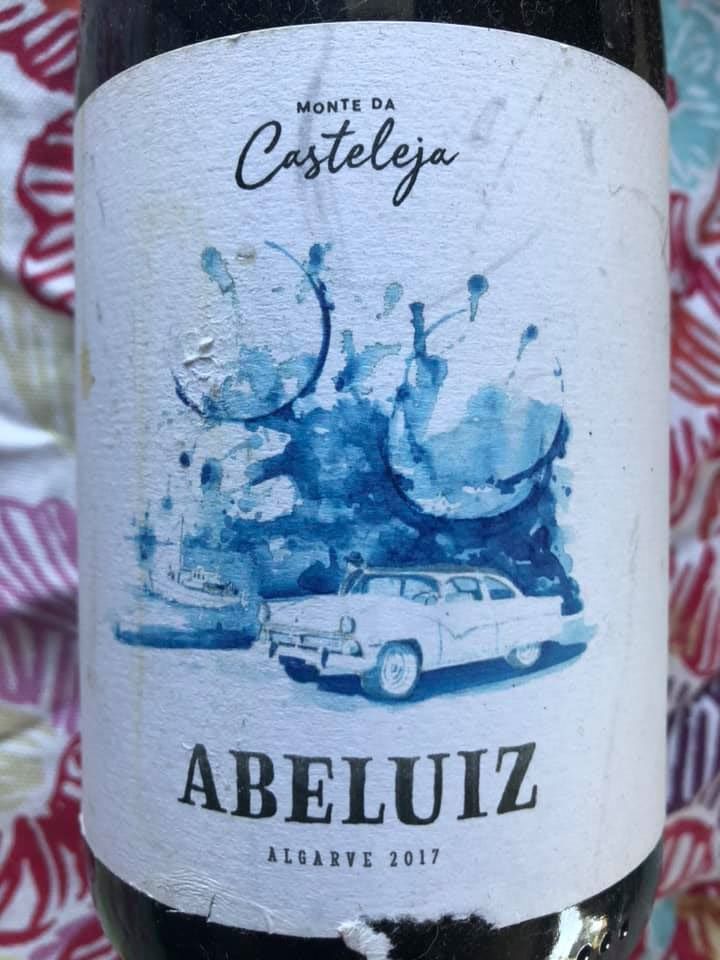 MONTE DA
Casteleja
ABELUIZ
ALGARVE 2017